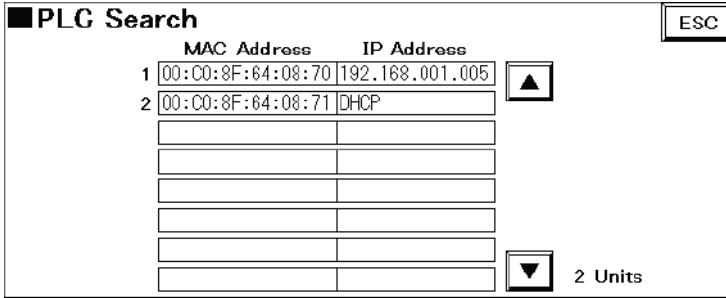 ■PLC Search ESC
MAC Address IP Address
1 00:C0:8F:64:08:70 192.168.001.005 ▲
2 00:C0:8F:64:08:71 DHCP
▼ 2 Units